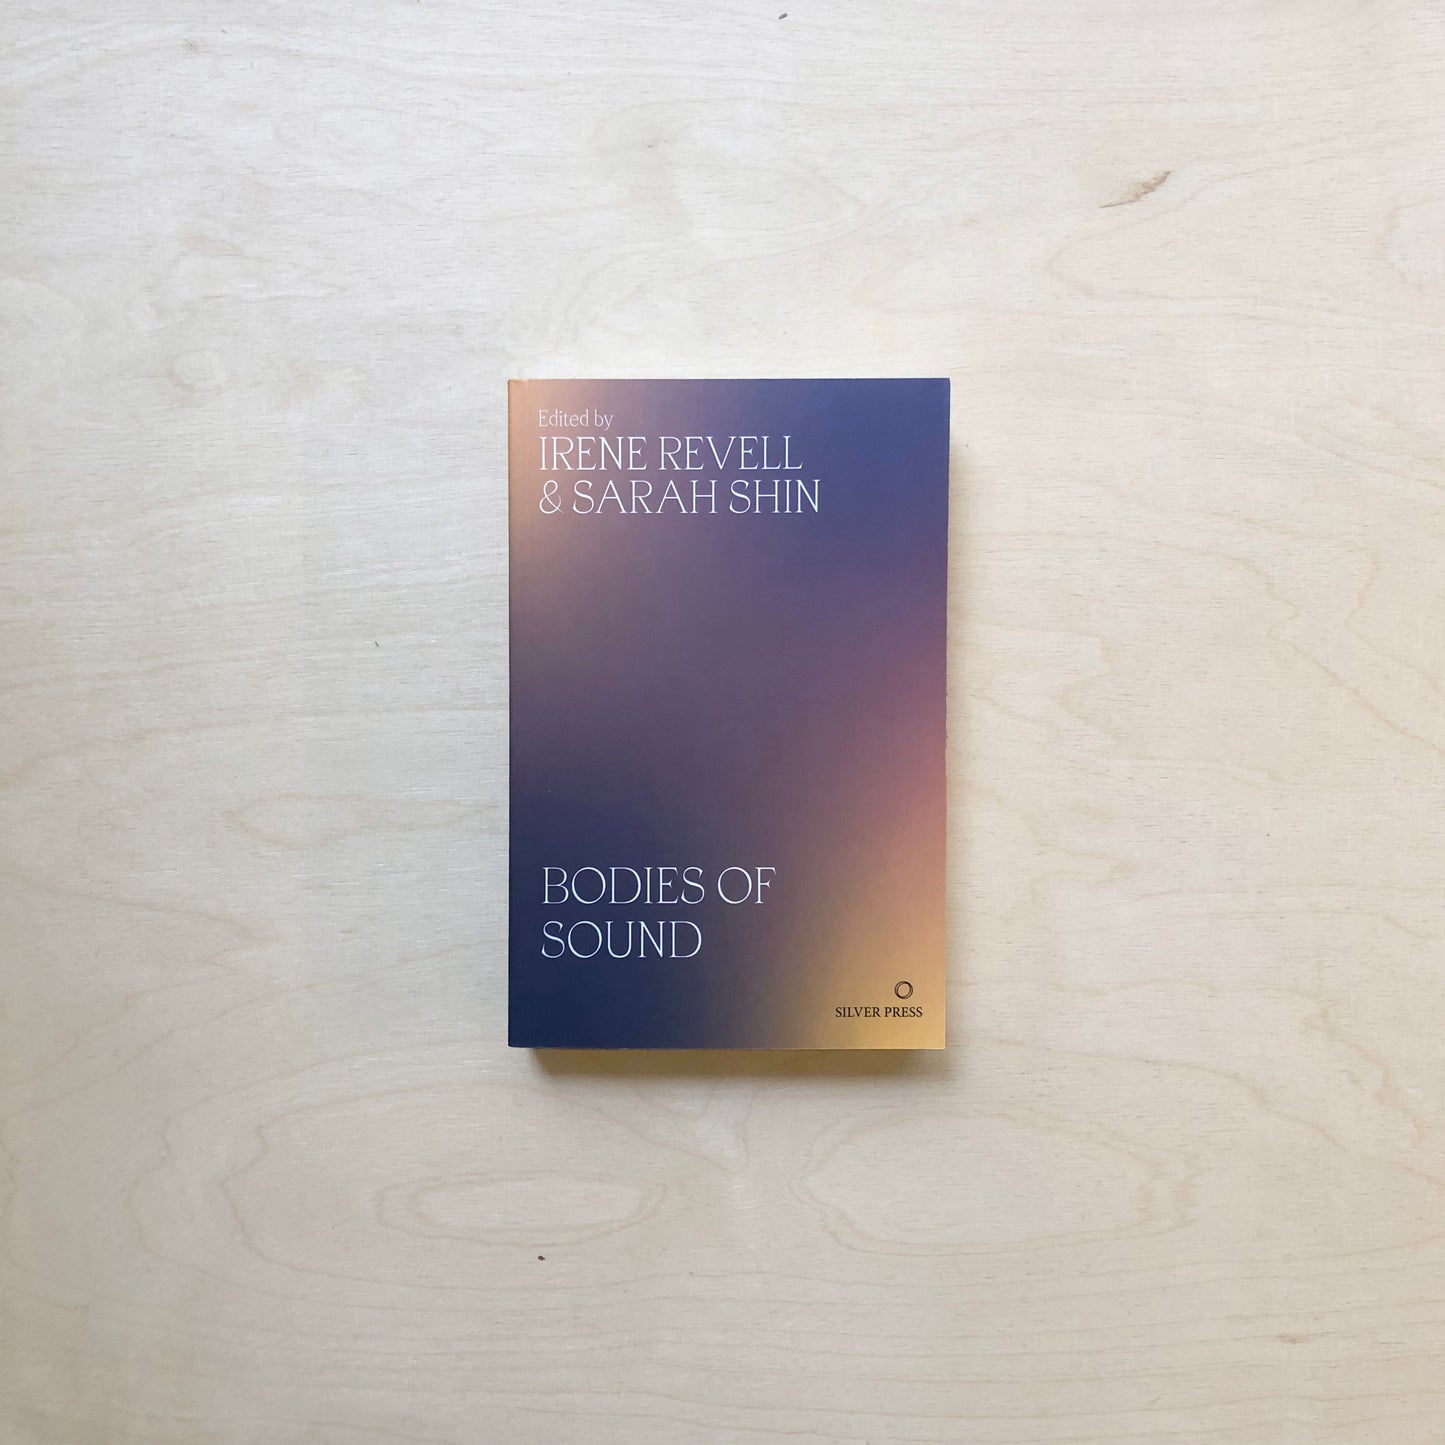 Edited by
IRENE REVELL
& SARAH SHIN
BODIES OF
SOUND
SILVER PRESS